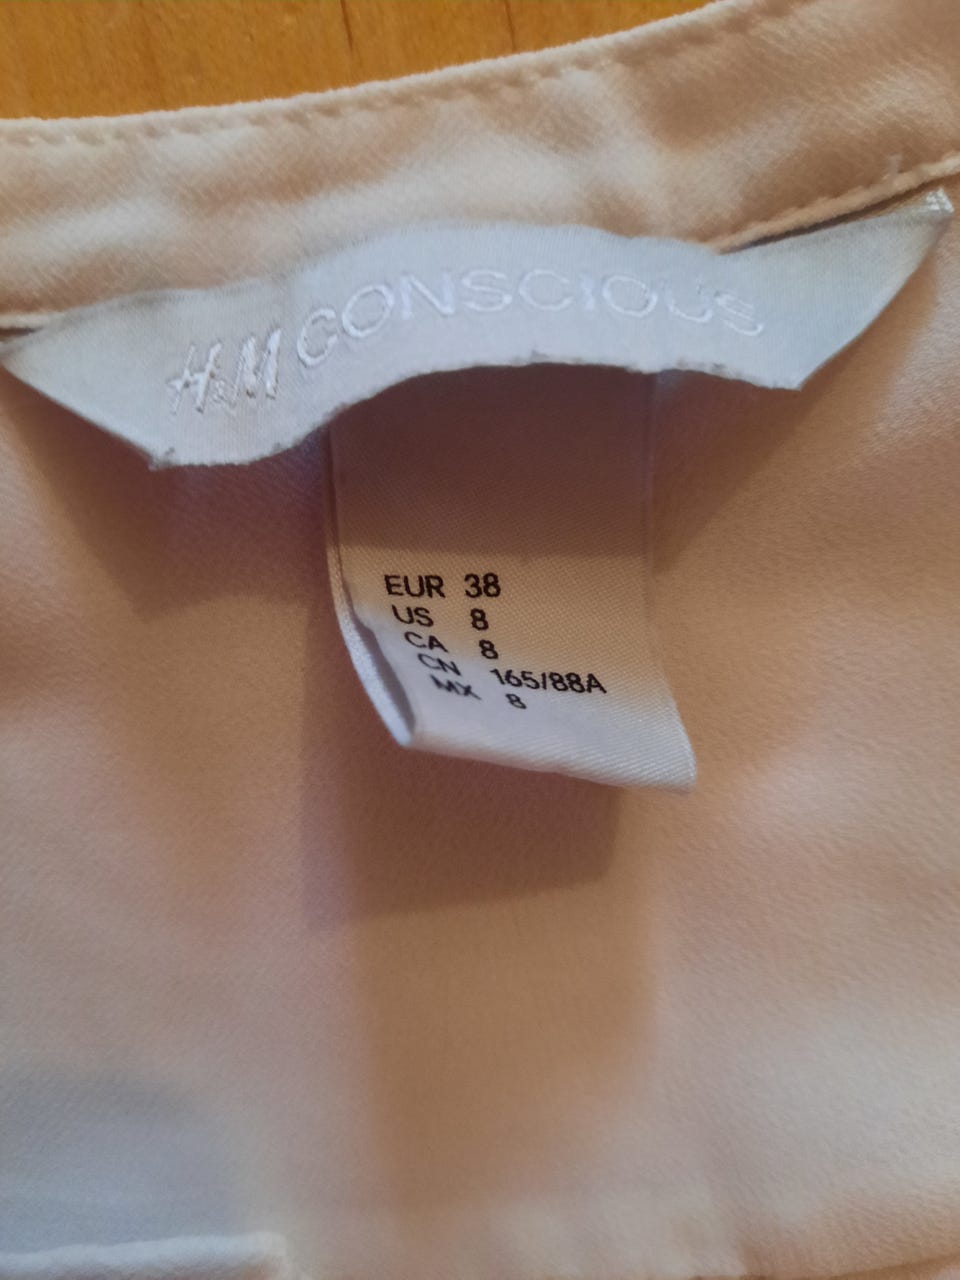 H&M CONSCIOUS
EUR 38
US 8
CA 8
CN 165/88A
MX 8